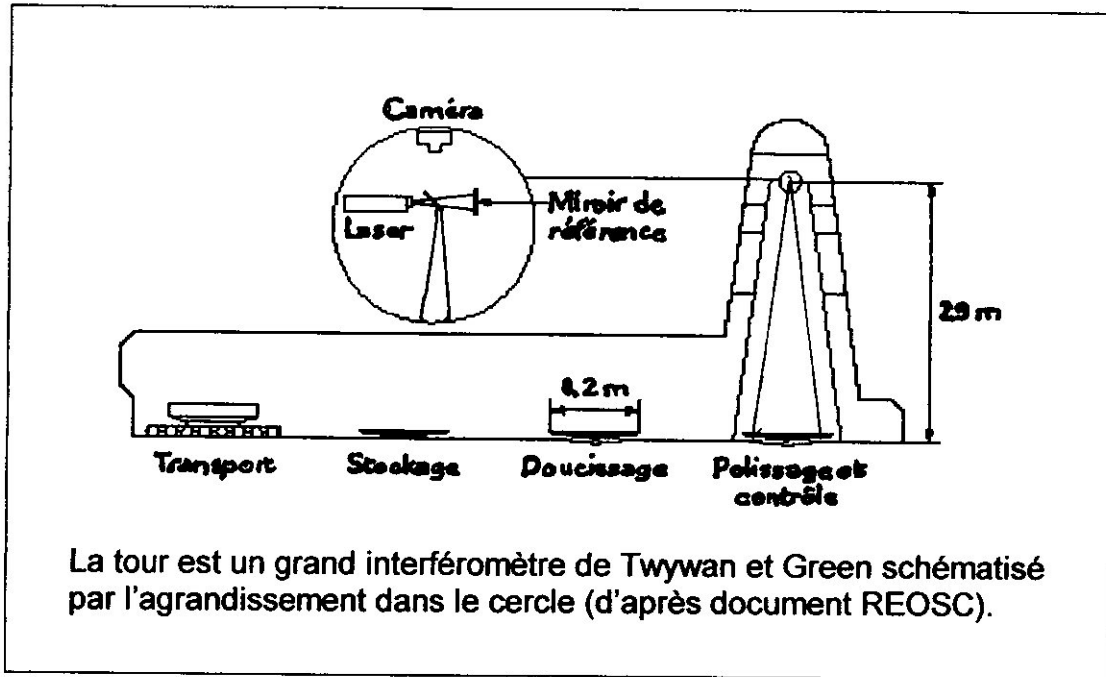 Caméra
Laser
Miroir de
référence
29 m
8,2 m
Transport
Stockage
Doucissage
Polissage et
contrôle
La tour est un grand interféromètre de Twywan et Green schématisé
par l'agrandissement dans le cercle (d'après document REOSC).